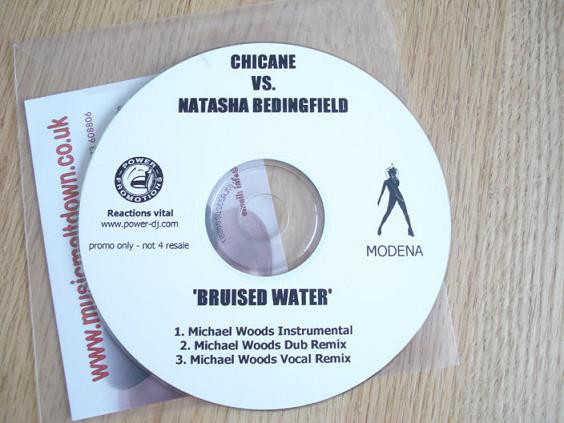 CHICANE
VS.
NATASHA BEDINGFIELD
POWER
PROMOTIONS
Reactions vital
www.power-dj.com
promo only - not 4 resale
MODENA
'BRUISED WATER'
1. Michael Woods Instrumental
2. Michael Woods Dub Remix
3. Michael Woods Vocal Remix
www.musicmeltdown.co.uk
608806